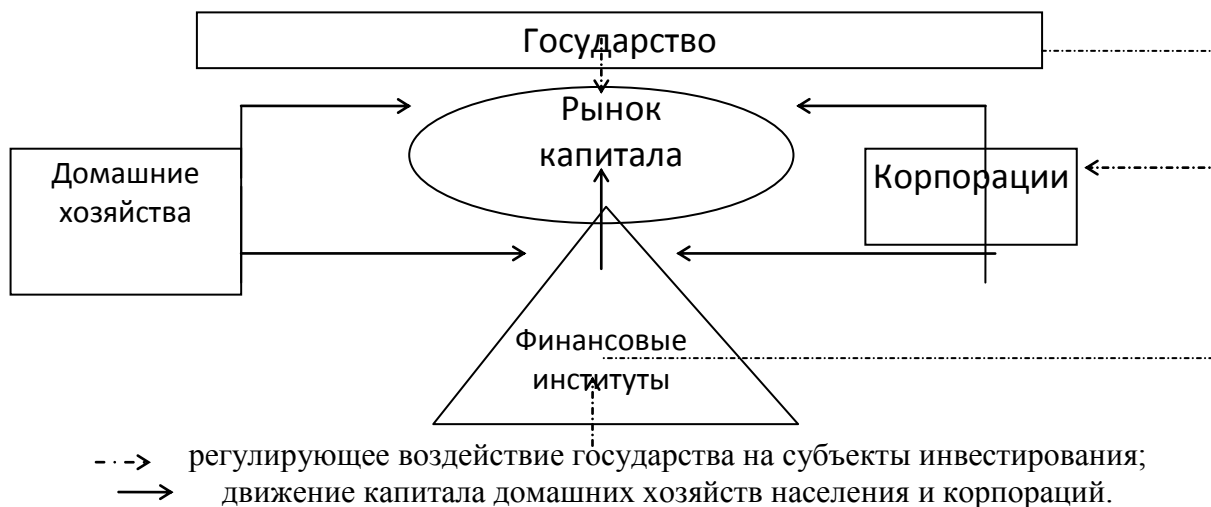 Государство
Рынок
капитала
Домашние
хозяйства
Корпорации
Финансовые
институты
регулирующее воздействие государства на субъекты инвестирования;
движение капитала домашних хозяйств населения и корпораций.